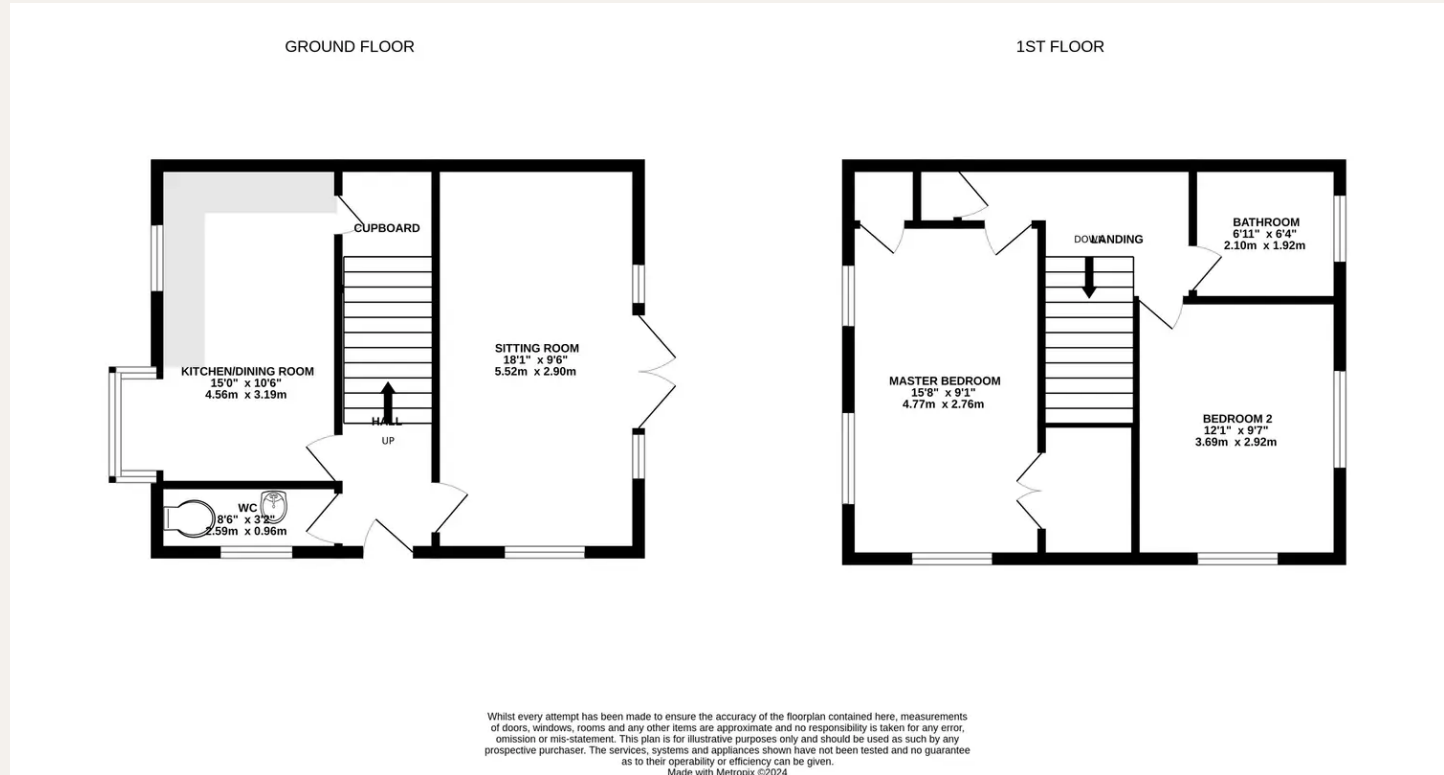 GROUND FLOOR
1ST FLOOR
CUPBOARD
KITCHEN/DINING ROOM
15'0" x 10'6"
4.56m x 3.19m
SITTING ROOM
18'1" x 9'6"
5.52m x 2.90m
HALL
UP
WC
8'6" x 3'2"
2.59m x 0.96m
BATHROOM
6'11" x 6'4"
2.10m x 1.92m
DOWN
LANDING
MASTER BEDROOM
15'8" x 9'1"
4.77m x 2.76m
BEDROOM 2
12'1" x 9'7"
3.69m x 2.92m
Whilst every attempt has been made to ensure the accuracy of the floorplan contained here, measurements
of doors, windows, rooms and any other items are approximate and no responsibility is taken for any error,
omission or mis-statement. This plan is for illustrative purposes only and should be used as such by any
prospective purchaser. The services, systems and appliances shown have not been tested and no guarantee
as to their operability or efficiency can be given.
Made with Metropix ©2024